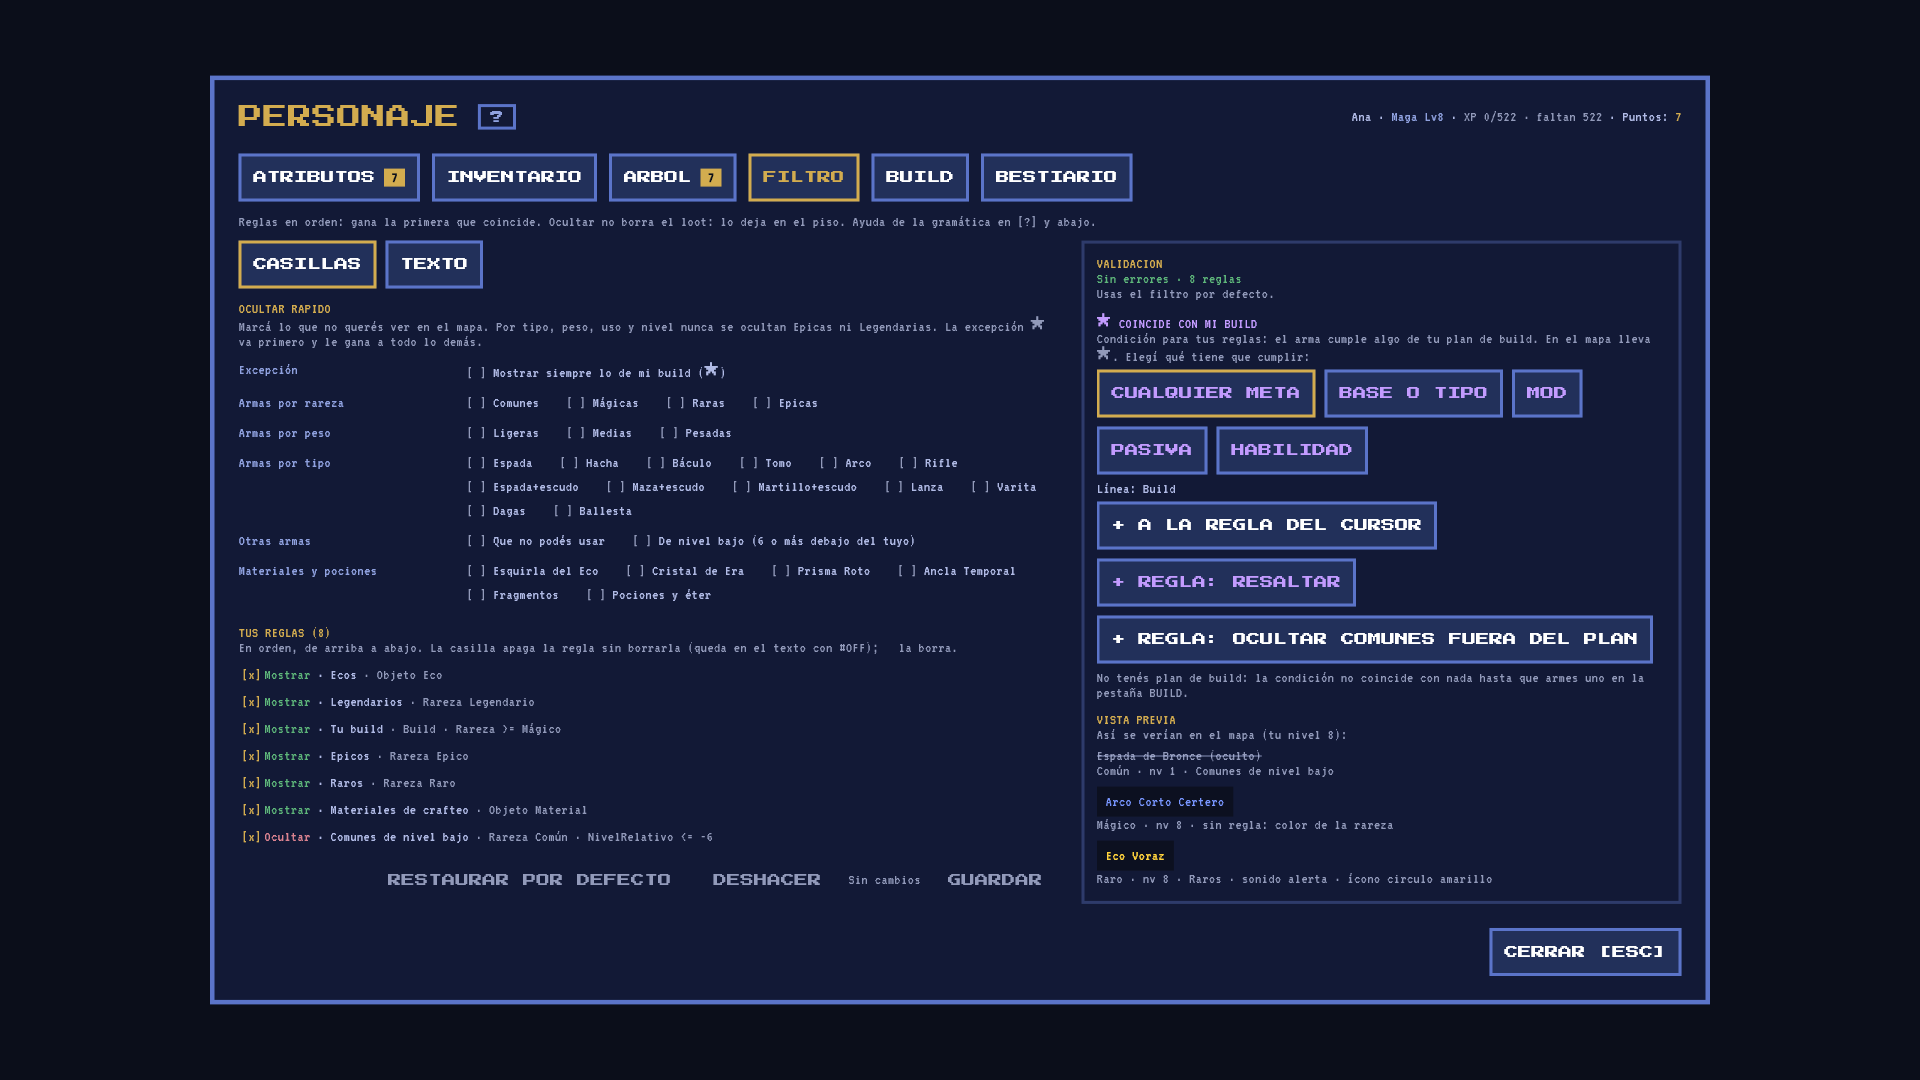 PERSONAJE ?
Ana · Maga Lv8 · XP 0/522 · faltan 522 · Puntos: 7
ATRIBUTOS 7 INVENTARIO ARBOL 7 FILTRO BUILD BESTIARIO
Reglas en orden: gana la primera que coincide. Ocultar no borra el loot: lo deja en el piso. Ayuda de la gramática en [?] y abajo.
CASILLAS TEXTO
OCULTAR RAPIDO
Marcá lo que no querés ver en el mapa. Por tipo, peso, uso y nivel nunca se ocultan Epicas ni Legendarias. La excepción ★
va primero y le gana a todo lo demás.
Excepción [ ] Mostrar siempre lo de mi build (★)
Armas por rareza [ ] Comunes [ ] Mágicas [ ] Raras [ ] Epicas
Armas por peso [ ] Ligeras [ ] Medias [ ] Pesadas
Armas por tipo [ ] Espada [ ] Hacha [ ] Báculo [ ] Tomo [ ] Arco [ ] Rifle
[ ] Espada+escudo [ ] Maza+escudo [ ] Martillo+escudo [ ] Lanza [ ] Varita
[ ] Dagas [ ] Ballesta
Otras armas [ ] Que no podés usar [ ] De nivel bajo (6 o más debajo del tuyo)
Materiales y pociones [ ] Esquirla del Eco [ ] Cristal de Era [ ] Prisma Roto [ ] Ancla Temporal
[ ] Fragmentos [ ] Pociones y éter
TUS REGLAS (8)
En orden, de arriba a abajo. La casilla apaga la regla sin borrarla (queda en el texto con #OFF); la borra.
[x] Mostrar · Ecos · Objeto Eco
[x] Mostrar · Legendarios · Rareza Legendario
[x] Mostrar · Tu build · Build · Rareza >= Mágico
[x] Mostrar · Epicos · Rareza Epico
[x] Mostrar · Raros · Rareza Raro
[x] Mostrar · Materiales de crafteo · Objeto Material
[x] Ocultar · Comunes de nivel bajo · Rareza Común · NivelRelativo <= -6
RESTAURAR POR DEFECTO DESHACER Sin cambios GUARDAR
VALIDACION
Sin errores · 8 reglas
Usas el filtro por defecto.
★ COINCIDE CON MI BUILD
Condición para tus reglas: el arma cumple algo de tu plan de build. En el mapa lleva
★. Elegí qué tiene que cumplir:
CUALQUIER META BASE O TIPO MOD
PASIVA HABILIDAD
Línea: Build
+ A LA REGLA DEL CURSOR
+ REGLA: RESALTAR
+ REGLA: OCULTAR COMUNES FUERA DEL PLAN
No tenés plan de build: la condición no coincide con nada hasta que armes uno en la
pestaña BUILD.
VISTA PREVIA
Así se verían en el mapa (tu nivel 8):
Espada de Bronce (oculto)
Común · nv 1 · Comunes de nivel bajo
Arco Corto Certero
Mágico · nv 8 · sin regla: color de la rareza
Eco Voraz
Raro · nv 8 · Raros · sonido alerta · ícono circulo amarillo
CERRAR [ESC]